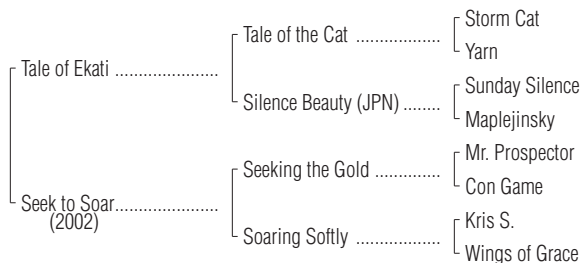 Storm Cat
Tale of the Cat ..................
Yarn
Tale of Ekati ......................
Sunday Silence
Silence Beauty (JPN) ........
Maplejinsky
Mr. Prospector
Seeking the Gold ..............
Con Game
Seek to Soar......................
(2002)
Kris S.
Soaring Softly ..................
Wings of Grace